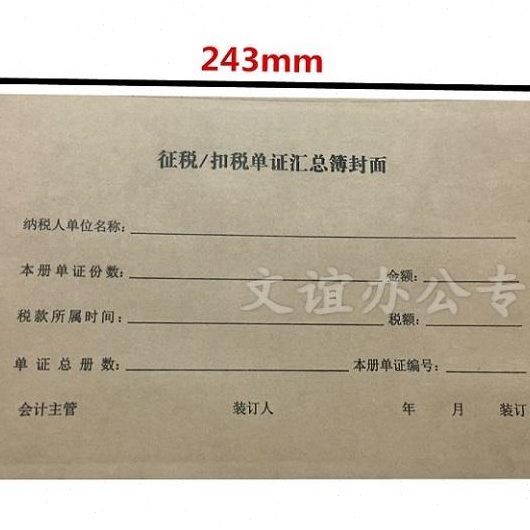 243mm
征税/扣税单证汇总簿封面
纳税人单位名称：
本册单证份数： 金额：
文谊办公专
税款所属时间： 税额：
单证总册数： 本册单证编号：
会计主管 装订人 年 月 装订